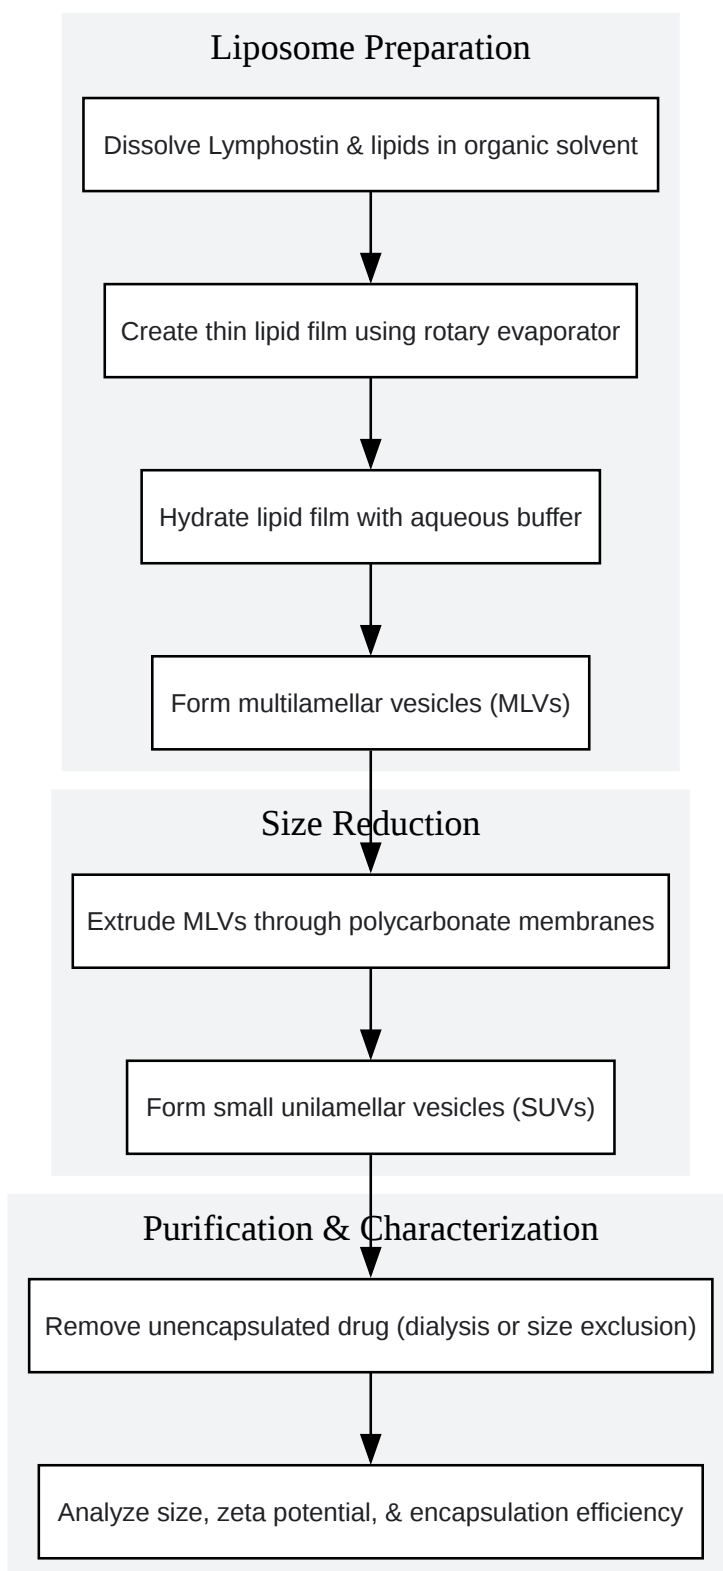 Liposome Preparation
Dissolve Lymphostin & lipids in organic solvent
Create thin lipid film using rotary evaporator
Hydrate lipid film with aqueous buffer
Form multilamellar vesicles (MLVs)
Size Reduction
Extrude MLVs through polycarbonate membranes
Form small unilamellar vesicles (SUVs)
Purification & Characterization
Remove unencapsulated drug (dialysis or size exclusion)
Analyze size, zeta potential, & encapsulation efficiency